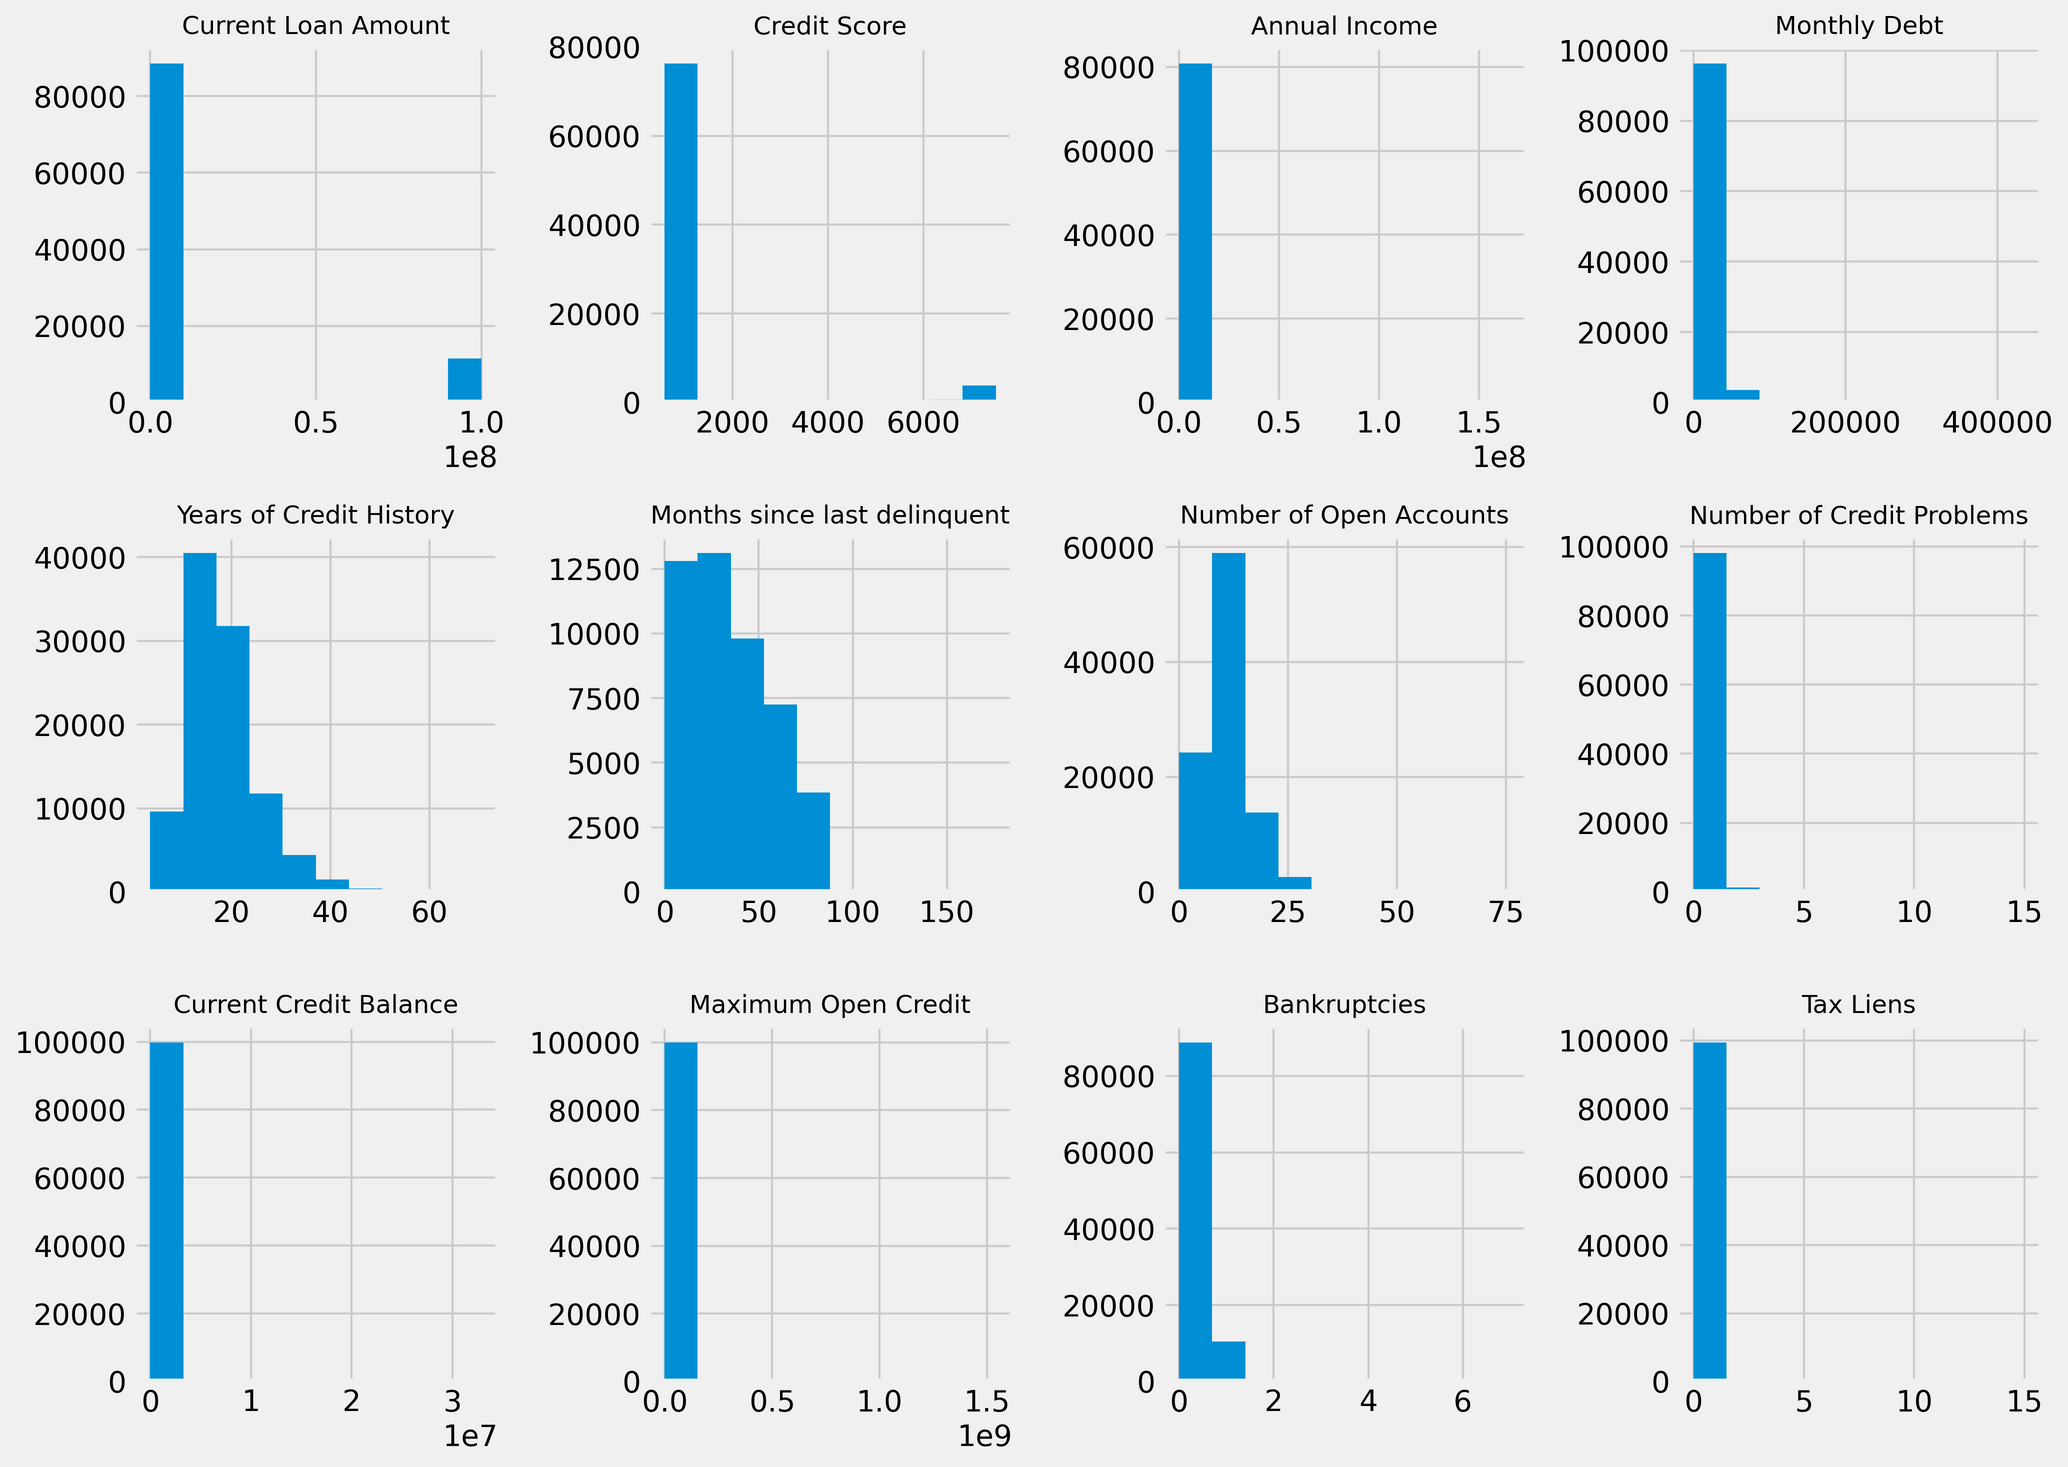 Current Loan Amount
80000
60000
40000
20000
0
0.0 0.5 1.0
1e8
Credit Score
80000
60000
40000
20000
0
2000 4000 6000
Annual Income
80000
60000
40000
20000
0
0.0 0.5 1.0 1.5
1e8
Monthly Debt
100000
80000
60000
40000
20000
0
0 200000 400000
Years of Credit History
40000
30000
20000
10000
0
20 40 60
Months since last delinquent
12500
10000
7500
5000
2500
0
0 50 100 150
Number of Open Accounts
60000
40000
20000
0
0 25 50 75
Number of Credit Problems
100000
80000
60000
40000
20000
0
0 5 10 15
Current Credit Balance
100000
80000
60000
40000
20000
0
0 1 2 3
1e7
Maximum Open Credit
100000
80000
60000
40000
20000
0
0.0 0.5 1.0 1.5
1e9
Bankruptcies
80000
60000
40000
20000
0
0 2 4 6
Tax Liens
100000
80000
60000
40000
20000
0
0 5 10 15